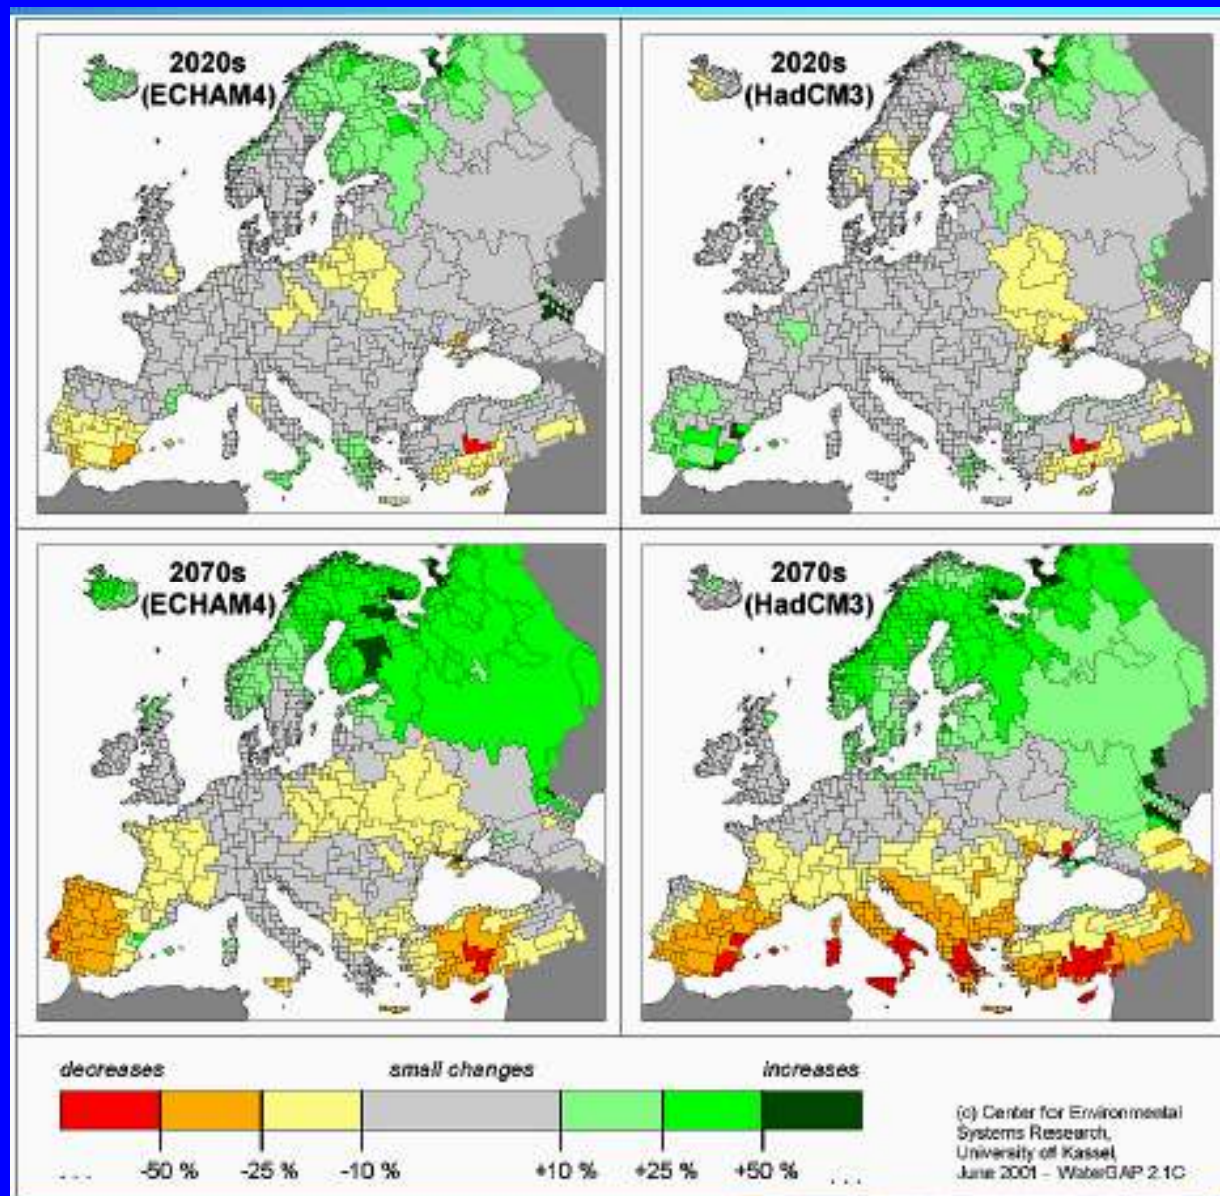 2020s
(ECHAM4)
2020s
(HadCM3)
2070s
(ECHAM4)
2070s
(HadCM3)
decreases small changes increases
. . . -50 % -25 % -10 % +10 % +25 % +50 % . . .
(c) Center for Environmental
Systems Research,
University of Kassel,
June 2001 - WaterGAP 2.1C